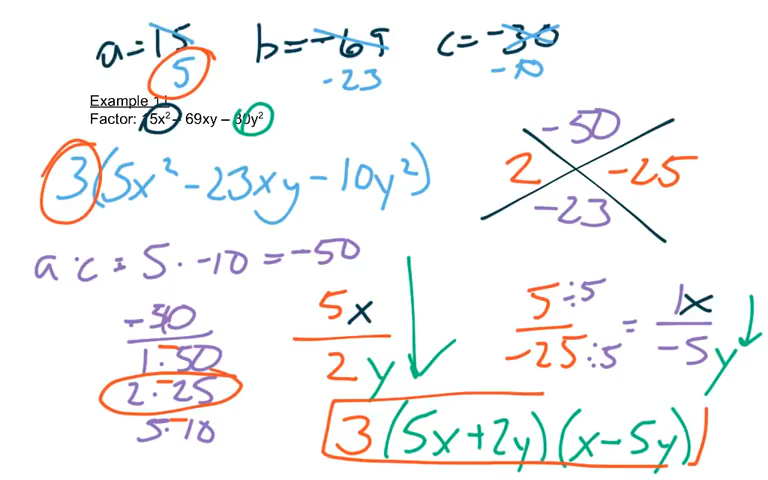 a = 15 b = -69 c = -30
5 -23 -10
Example 11
Factor: 15x² – 69xy – 30y²
3(5x² - 23xy - 10y²)
-50
2 -25
-23
a·c = 5·-10 = -50
-50
1·-50
2·-25
5·-10
5x
2y
5 ÷5 = 1x
-25 ÷5 -5y
3(5x+2y)(x-5y)